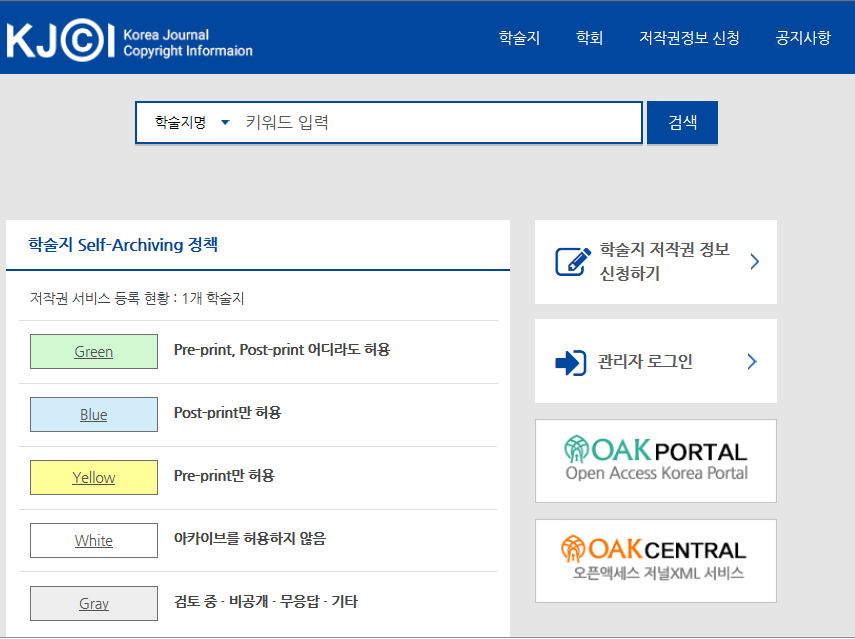 KJCI Korea Journal
Copyright Informaion
학술지 학회 저작권정보 신청 공지사항
학술지명 키워드 입력 검색
학술지 Self-Archiving 정책
저작권 서비스 등록 현황 : 1개 학술지
Green Pre-print, Post-print 어디라도 허용
Blue Post-print만 허용
Yellow Pre-print만 허용
White 아카이브를 허용하지 않음
Gray 검토 중 · 비공개 · 무응답 · 기타
학술지 저작권 정보
신청하기
관리자 로그인
OAK PORTAL
Open Access Korea Portal
OAK CENTRAL
오픈액세스 저널XML 서비스